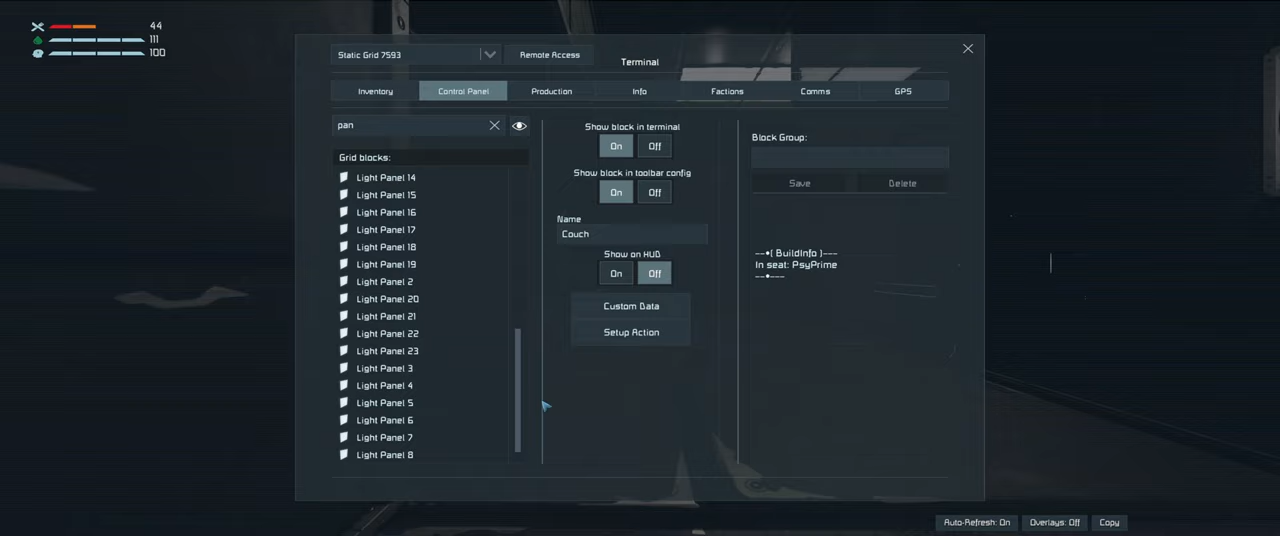 44
111
100
Static Grid 7593
Remote Access
Terminal
Inventory
Control Panel
Production
Info
Factions
Comms
GPS
pan
Grid blocks:
Light Panel 14
Light Panel 15
Light Panel 16
Light Panel 17
Light Panel 18
Light Panel 19
Light Panel 2
Light Panel 20
Light Panel 21
Light Panel 22
Light Panel 23
Light Panel 3
Light Panel 4
Light Panel 5
Light Panel 6
Light Panel 7
Light Panel 8
Show block in terminal
On Off
Show block in toolbar config
On Off
Name
Couch
Show on HUD
On Off
Custom Data
Setup Action
Block Group:
Save Delete
--•( BuildInfo )---
In seat: PsyPrime
--•---
Auto-Refresh: On
Overlays: Off
Copy